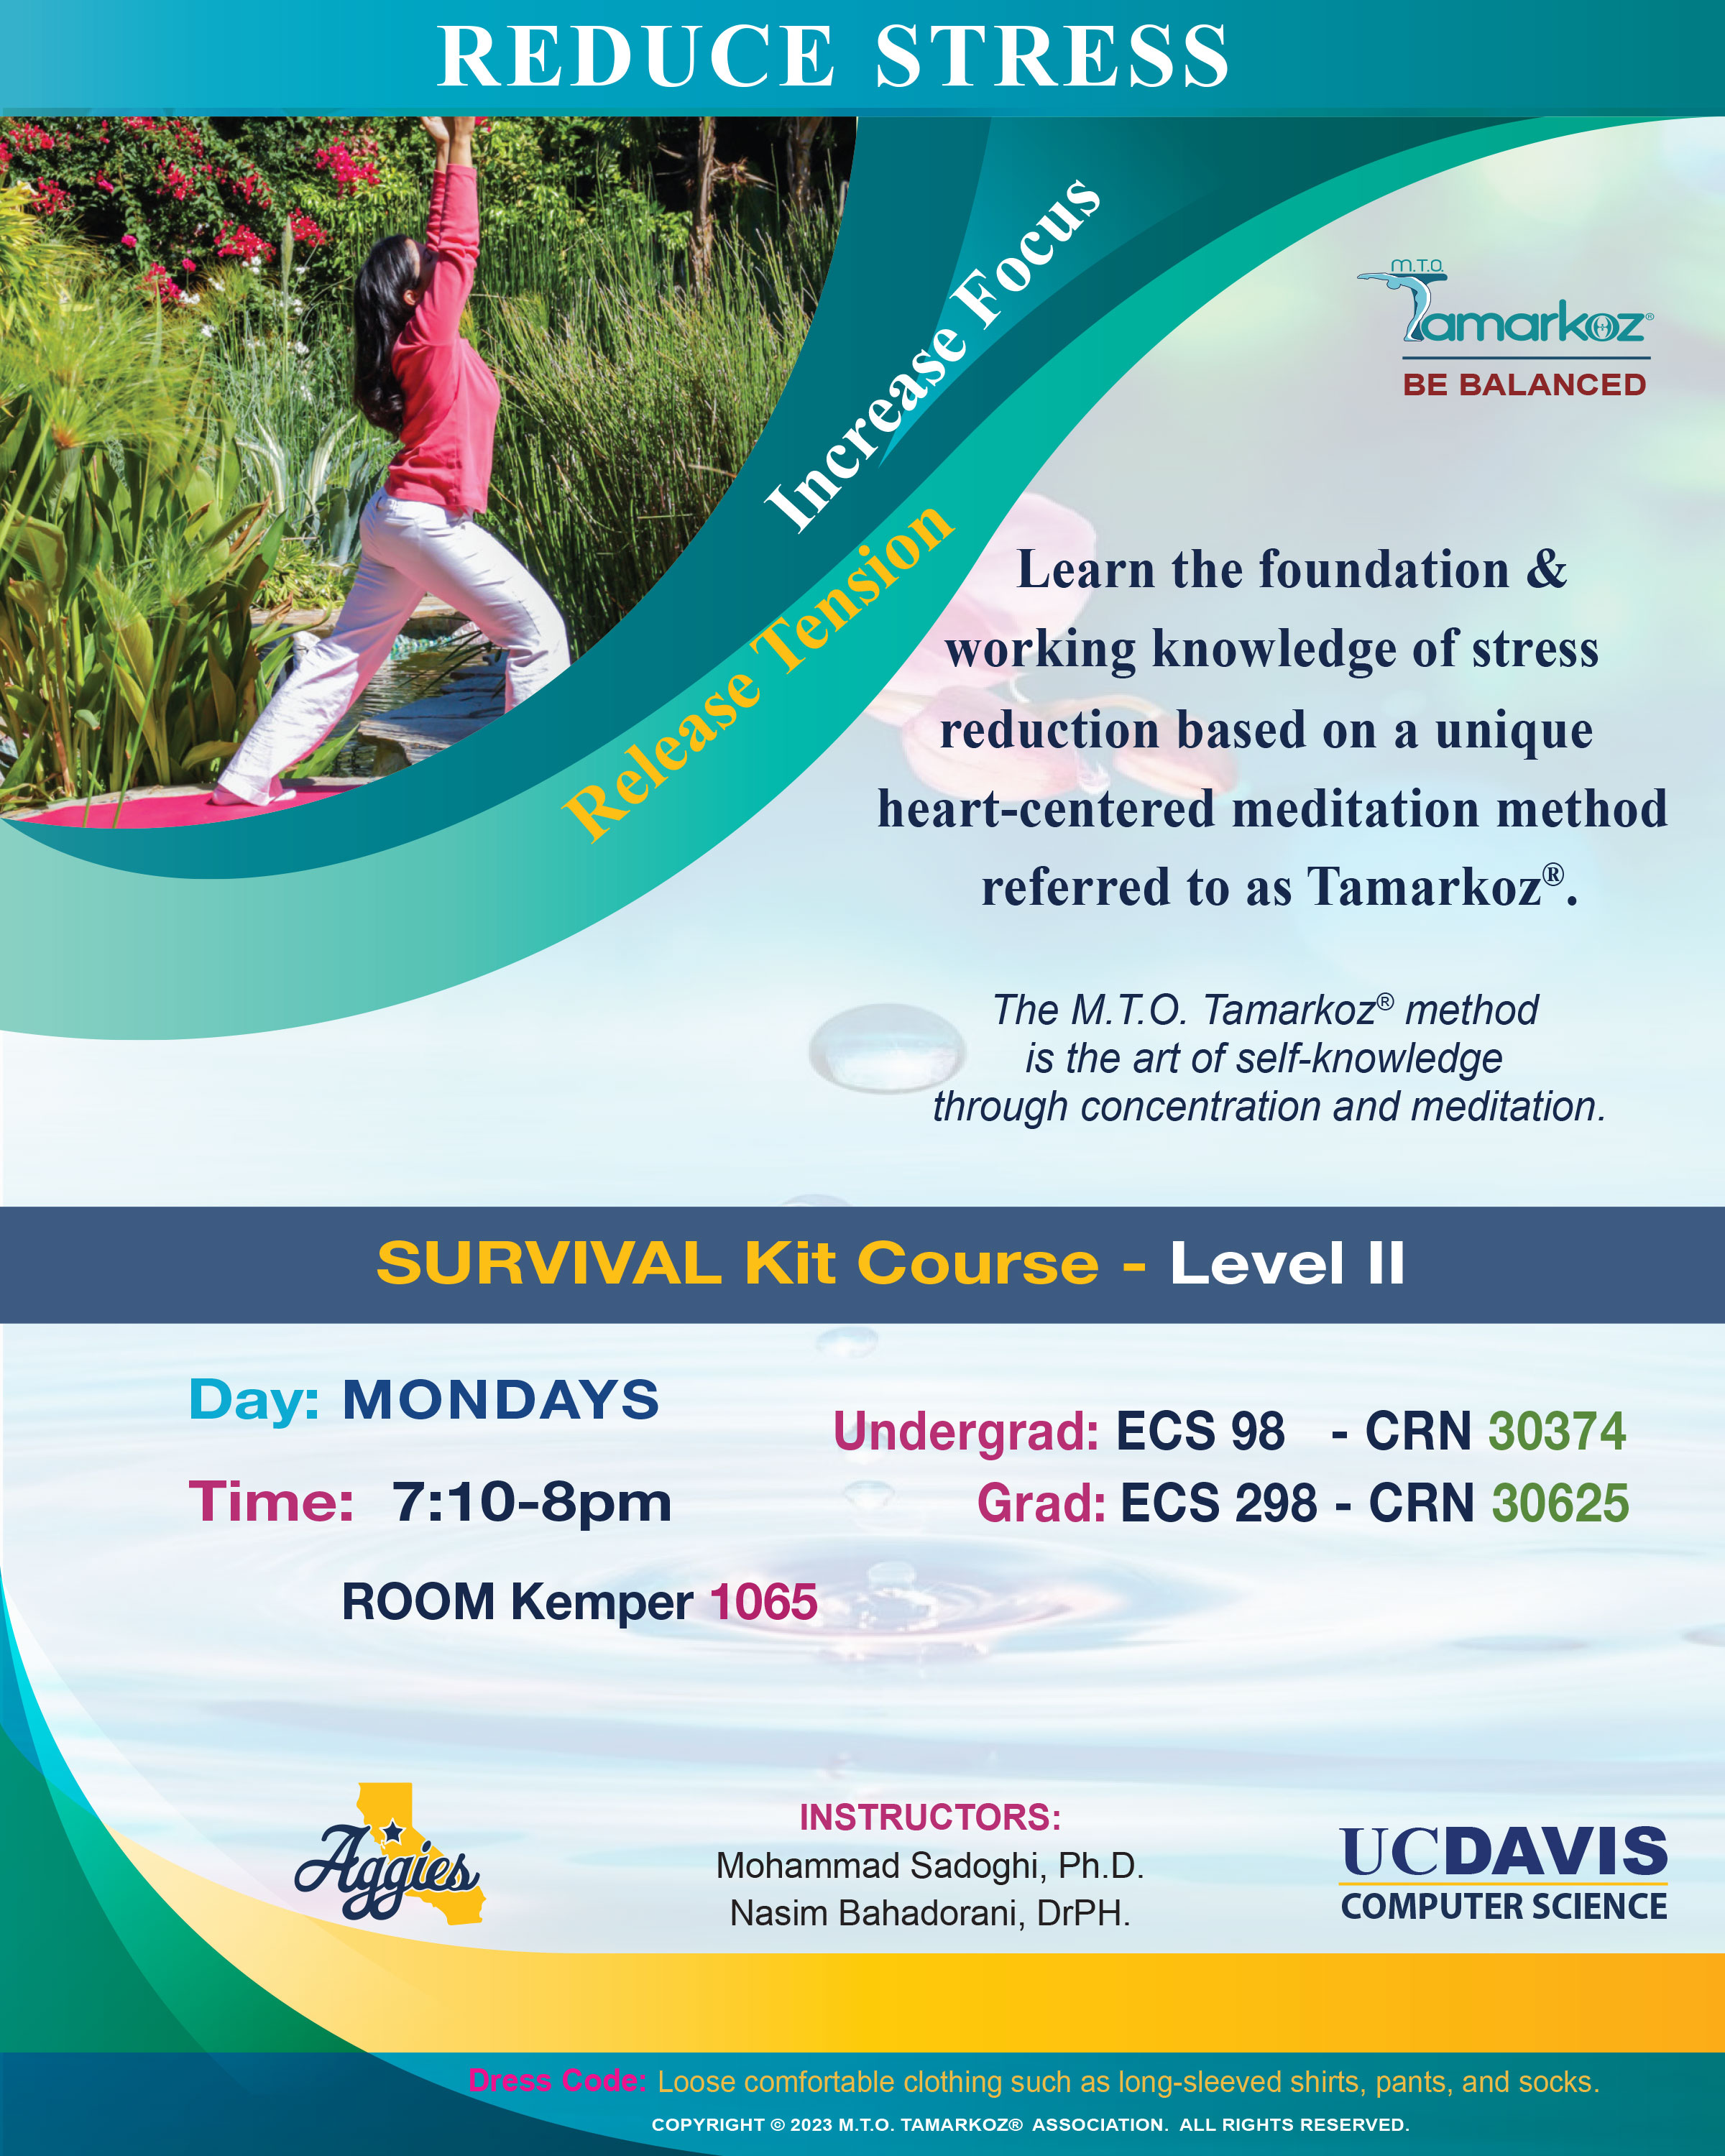 REDUCE STRESS
Increase Focus
Release Tension
M.T.O.
Tamarkoz®
BE BALANCED
Learn the foundation &
working knowledge of stress
reduction based on a unique
heart-centered meditation method
referred to as Tamarkoz®.
The M.T.O. Tamarkoz® method
is the art of self-knowledge
through concentration and meditation.
SURVIVAL Kit Course - Level II
Day: MONDAYS
Time: 7:10-8pm
ROOM Kemper 1065
Undergrad: ECS 98 - CRN 30374
Grad: ECS 298 - CRN 30625
Aggies
INSTRUCTORS:
Mohammad Sadoghi, Ph.D.
Nasim Bahadorani, DrPH.
UCDAVIS
COMPUTER SCIENCE
Dress Code: Loose comfortable clothing such as long-sleeved shirts, pants, and socks.
COPYRIGHT © 2023 M.T.O. TAMARKOZ® ASSOCIATION. ALL RIGHTS RESERVED.